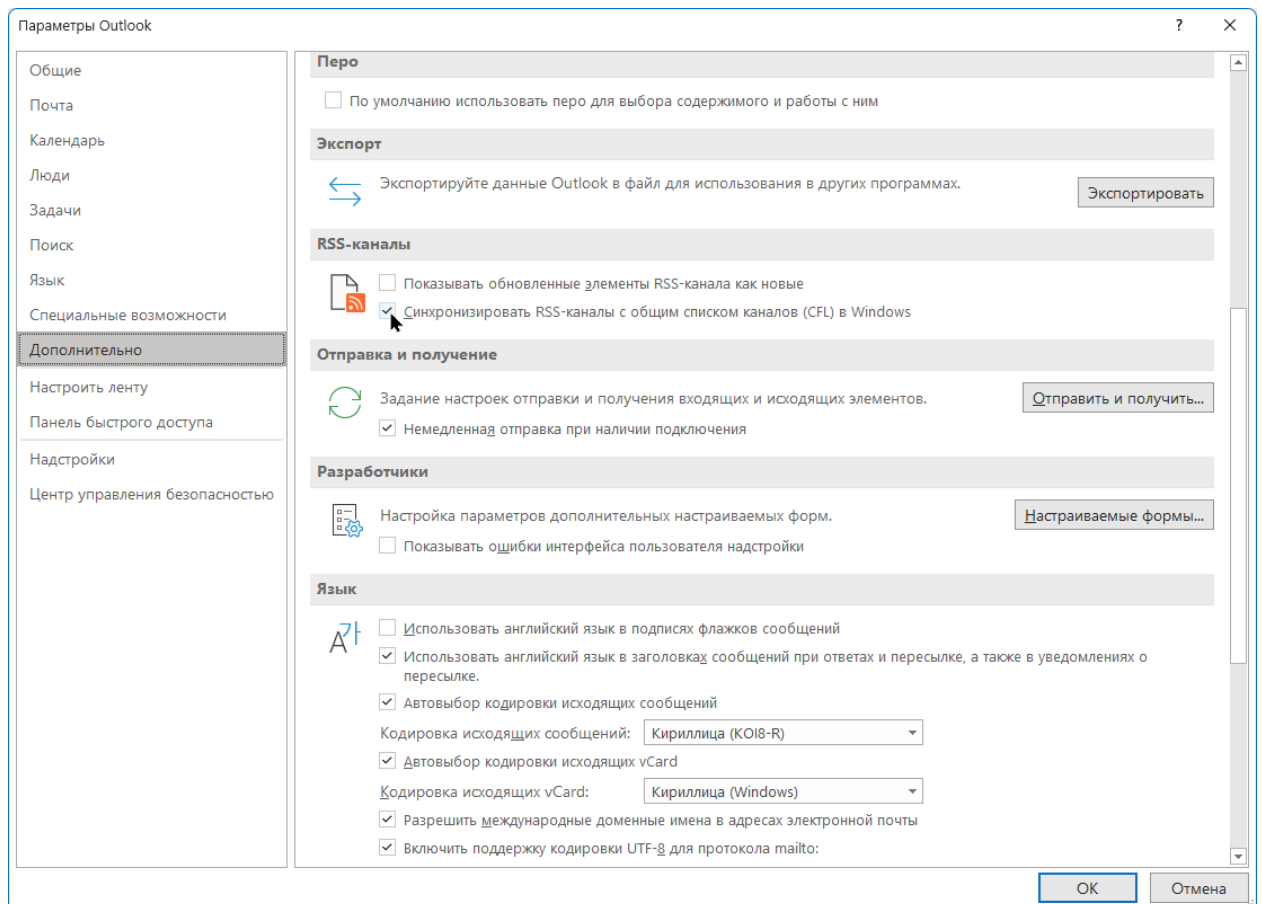 Параметры Outlook
?
Общие
Почта
Календарь
Люди
Задачи
Поиск
Язык
Специальные возможности
Дополнительно
Настроить ленту
Панель быстрого доступа
Надстройки
Центр управления безопасностью
Перо
По умолчанию использовать перо для выбора содержимого и работы с ним
Экспорт
Экспортируйте данные Outlook в файл для использования в других программах.
Экспортировать
RSS-каналы
Показывать обновленные элементы RSS-канала как новые
Синхронизировать RSS-каналы с общим списком каналов (CFL) в Windows
Отправка и получение
Задание настроек отправки и получения входящих и исходящих элементов.
Отправить и получить...
Немедленная отправка при наличии подключения
Разработчики
Настройка параметров дополнительных настраиваемых форм.
Настраиваемые формы...
Показывать ошибки интерфейса пользователя надстройки
Язык
Использовать английский язык в подписях флажков сообщений
Использовать английский язык в заголовках сообщений при ответах и пересылке, а также в уведомлениях о
пересылке.
Автовыбор кодировки исходящих сообщений
Кодировка исходящих сообщений: Кириллица (KOI8-R)
Автовыбор кодировки исходящих vCard
Кодировка исходящих vCard: Кириллица (Windows)
Разрешить международные доменные имена в адресах электронной почты
Включить поддержку кодировки UTF-8 для протокола mailto:
ОК
Отмена